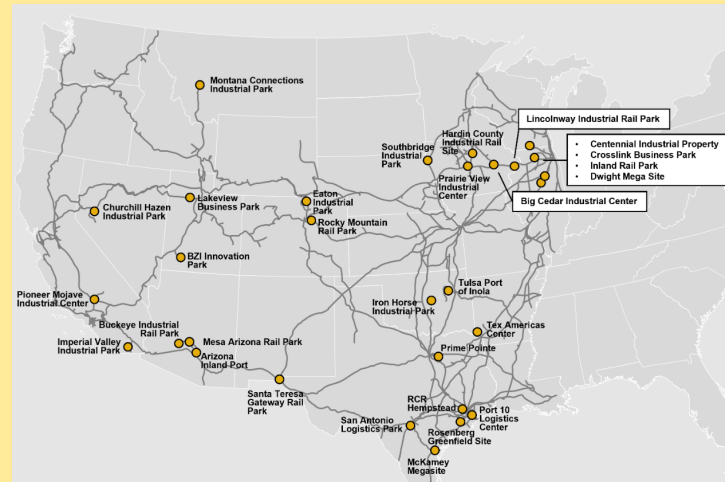 Montana Connections
Industrial Park
Lincolnway Industrial Rail Park
Hardin County
Industrial Rail
Site
Southbridge
Industrial
Park
• Centennial Industrial Property
• Crosslink Business Park
• Inland Rail Park
• Dwight Mega Site
Prairie View
Industrial
Center
Big Cedar Industrial Center
Lakeview
Business Park
Eaton
Industrial
Park
Churchill Hazen
Industrial Park
Rocky Mountain
Rail Park
BZI Innovation
Park
Tulsa Port
of Inola
Pioneer Mojave
Industrial Center
Iron Horse
Industrial Park
Buckeye Industrial
Rail Park
Mesa Arizona Rail Park
Tex Americas
Center
Imperial Valley
Industrial Park
Arizona
Inland Port
Prime Pointe
Santa Teresa
Gateway Rail
Park
RCR
Hempstead
Port 10
Logistics
Center
San Antonio
Logistics Park
Rosenberg
Greenfield Site
McKamey
Megasite